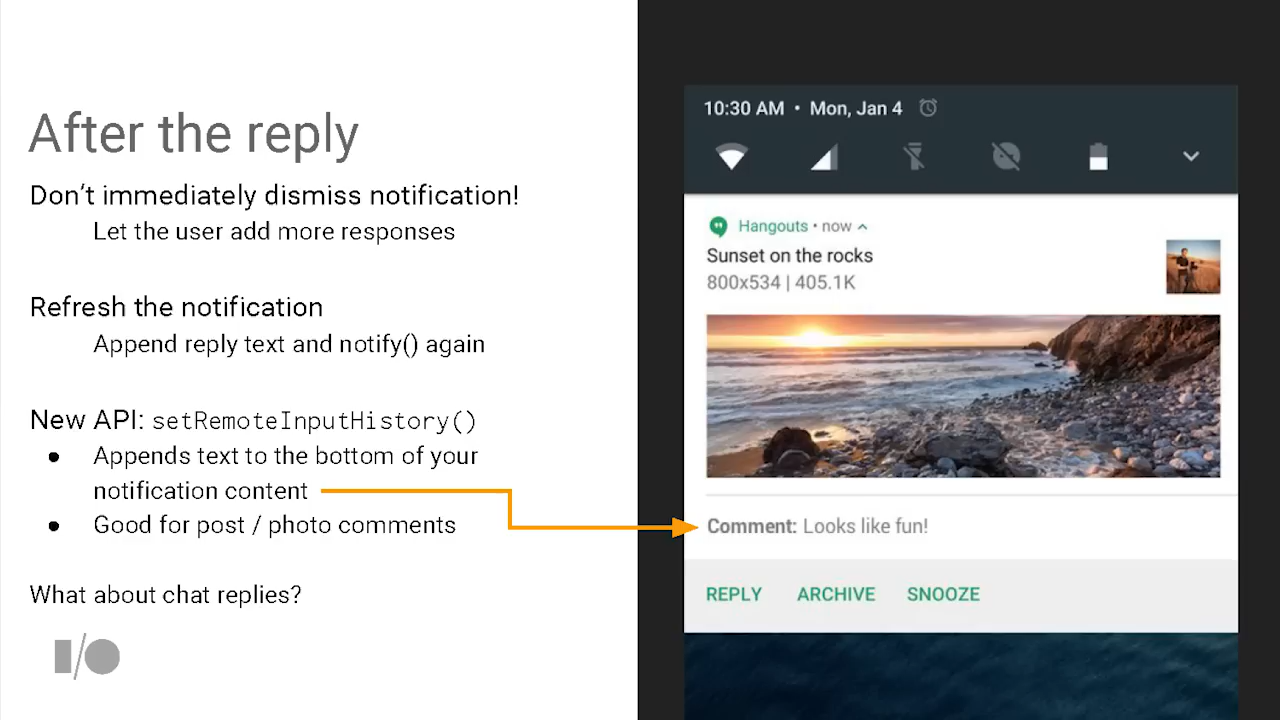 After the reply
Don't immediately dismiss notification!
Let the user add more responses
Refresh the notification
Append reply text and notify() again
New API: setRemoteInputHistory()
● Appends text to the bottom of your
notification content
● Good for post / photo comments
What about chat replies?
I/O
10:30 AM • Mon, Jan 4
Hangouts • now
Sunset on the rocks
800x534 | 405.1K
Comment: Looks like fun!
REPLY ARCHIVE SNOOZE